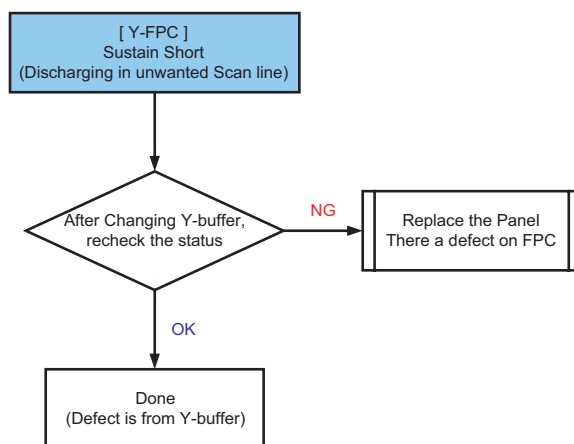 [ Y-FPC ]
Sustain Short
(Discharging in unwanted Scan line)
After Changing Y-buffer,
recheck the status
NG
Replace the Panel
There a defect on FPC
OK
Done
(Defect is from Y-buffer)